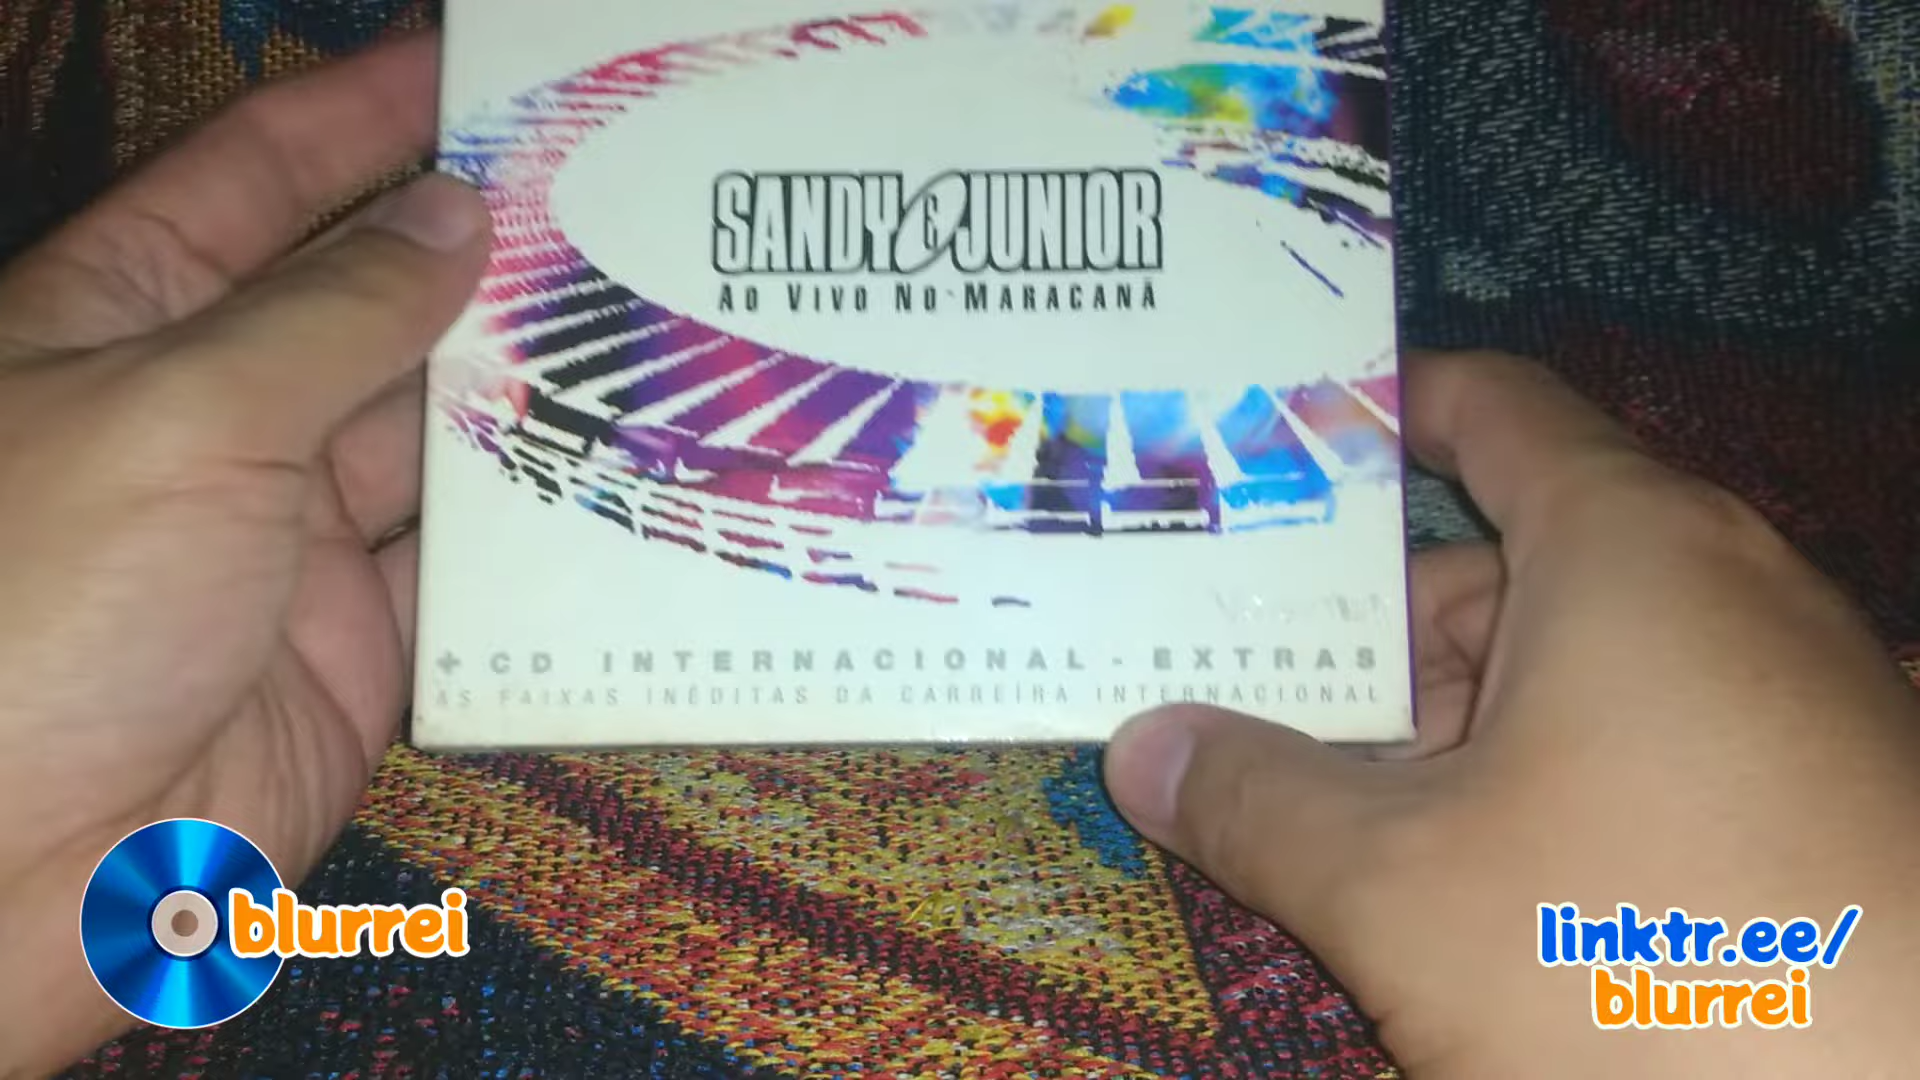 SANDY & JUNIOR
AO VIVO NO MARACANÃ
+ CD INTERNACIONAL - EXTRAS
AS FAIXAS INÉDITAS DA CARREIRA INTERNACIONAL
blurrei
linktr.ee/
blurrei